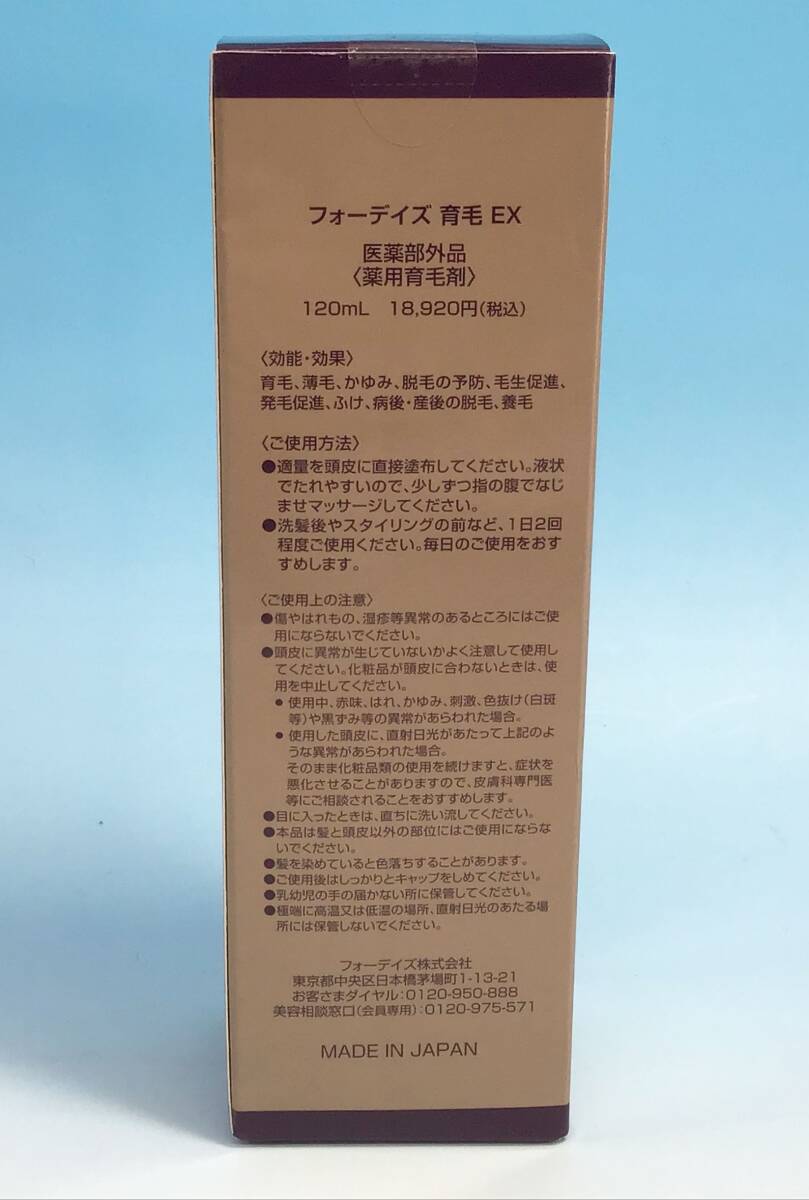 フォーデイズ 育毛 EX
医薬部外品
〈薬用育毛剤〉
120mL 18,920円(税込)
〈効能・効果〉
育毛、薄毛、かゆみ、脱毛の予防、毛生促進、
発毛促進、ふけ、病後・産後の脱毛、養毛
〈ご使用方法〉
●適量を頭皮に直接塗布してください。液状
でたれやすいので、少しずつ指の腹でなじ
ませマッサージしてください。
●洗髪後やスタイリングの前など、1日2回
程度ご使用ください。毎日のご使用をおす
すめします。
〈ご使用上の注意〉
●傷やはれもの、湿疹等異常のあるところにはご使
用にならないでください。
●頭皮に異常が生じていないかよく注意して使用し
てください。化粧品が頭皮に合わないときは、使
用を中止してください。
●使用中、赤味、はれ、かゆみ、刺激、色抜け(白斑
等)や黒ずみ等の異常があらわれた場合。
●使用した頭皮に、直射日光があたって上記のよ
うな異常があらわれた場合。
そのまま化粧品類の使用を続けますと、症状を
悪化させることがありますので、皮膚科専門医
等にご相談されることをおすすめします。
●目に入ったときは、直ちに洗い流してください。
●本品は髪と頭皮以外の部位にはご使用にならな
いでください。
●髪を染めていると色落ちすることがあります。
●ご使用後はしっかりとキャップをしめてください。
●乳幼児の手の届かない所に保管してください。
●極端に高温又は低温の場所、直射日光のあたる場
所には保管しないでください。
フォーデイズ株式会社
東京都中央区日本橋茅場町1-13-21
お客さまダイヤル:0120-950-888
美容相談窓口(会員専用):0120-975-571
MADE IN JAPAN